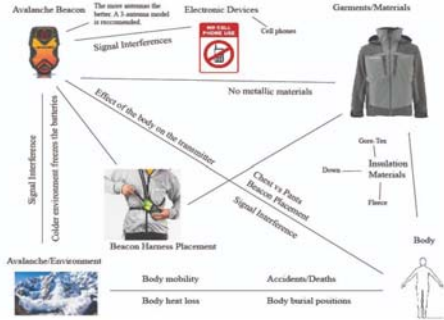 Avalanche Beacon
The more antennas the
better. A 3-antenna model
is reccomended.
Electronic Devices
Garments/Materials
Signal Interferences
NO CELL
PHONE USE
Cell phones
No metallic materials
Effect of the body on the transmitter
Signal Interference
Colder environment freezes the batteries
Gore-Tex
Down
Insulation
Materials
Fleece
Chest vs Pants
Beacon Placement
Signal Interference
Beacon Harness Placement
Body
Avalanche/Environment
Body mobility
Accidents/Deaths
Body heat loss
Body burial positions